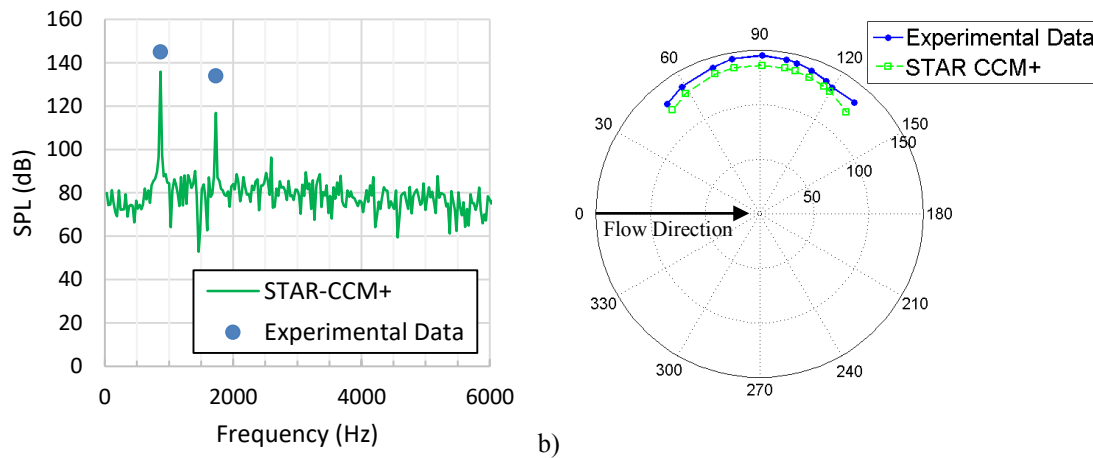 160
140
120
100
80
60
40
20
0
SPL (dB)
STAR-CCM+
Experimental Data
0 2000 4000 6000
Frequency (Hz)
b)
Experimental Data
STAR CCM+
90
60 120
30 150
150
100
50
0 180
Flow Direction
330 210
300 240
270